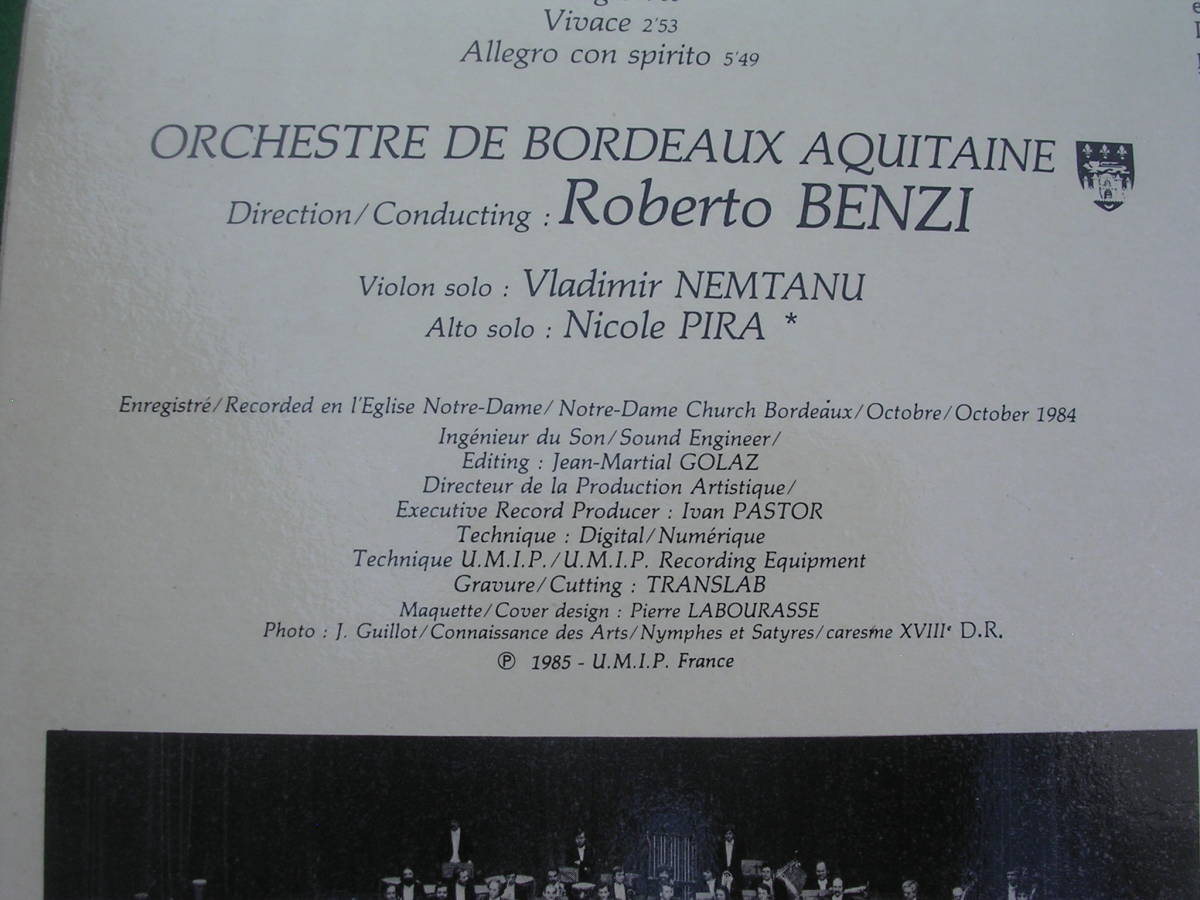 Vivace 2'53
Allegro con spirito 5'49
ORCHESTRE DE BORDEAUX AQUITAINE
Direction/Conducting : Roberto BENZI
Violon solo : Vladimir NEMTANU
Alto solo : Nicole PIRA *
Enregistré/Recorded en l'Eglise Notre-Dame/Notre-Dame Church Bordeaux/Octobre/October 1984
Ingénieur du Son/Sound Engineer/
Editing : Jean-Martial GOLAZ
Directeur de la Production Artistique/
Executive Record Producer : Ivan PASTOR
Technique : Digital/Numérique
Technique U.M.I.P./U.M.I.P. Recording Equipment
Gravure/Cutting : TRANSLAB
Maquette/Cover design : Pierre LABOURASSE
Photo : J. Guillot/Connaissance des Arts/Nymphes et Satyres/caresme XVIIIᵉ D.R.
℗ 1985 - U.M.I.P. France